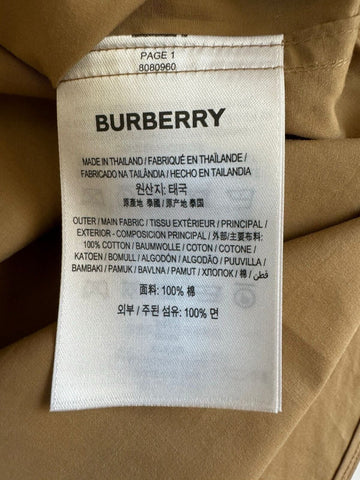 PAGE 1
8080960
BURBERRY
MADE IN THAILAND / FABRIQUÉ EN THAÏLANDE /
FABRICADO NA TAILÂNDIA / HECHO EN TAILANDIA
원산지: 태국
原產地 泰國 / 原产地 泰国
OUTER / MAIN FABRIC / TISSU EXTÉRIEUR / PRINCIPAL /
EXTERIOR - COMPOSICIÓN PRINCIPAL / 外部/主要布料:
100% COTTON / BAUMWOLLE / COTON / COTONE /
KATOEN / BOMULL / ALGODÓN / ALGODÃO / PUUVILLA /
BAMBAKI / PAMUK / BAVLNA / PAMUT / ХЛОПОК / 棉 / قطن
面料: 100% 棉
외부 / 주된 섬유: 100% 면